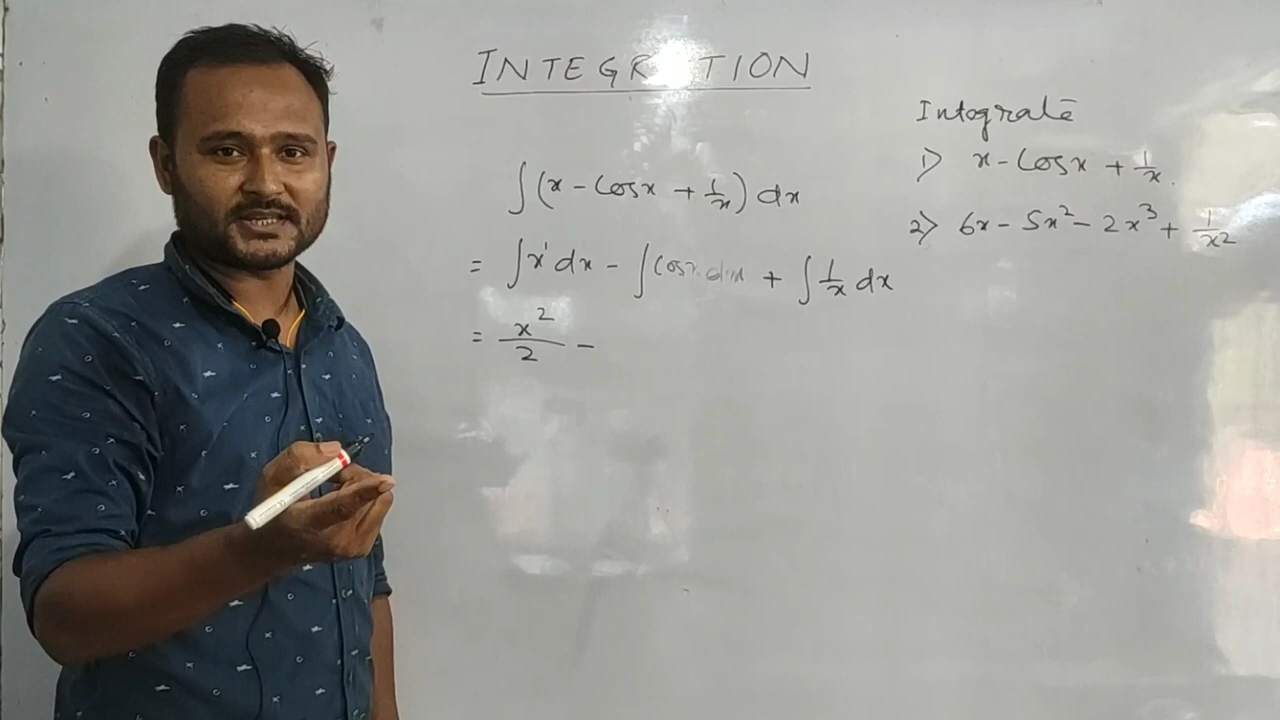 INTEGRATION
∫(x - Cosx + 1/x) dx
= ∫x¹ dx - ∫Cosx dx + ∫1/x dx
= x²/2 -
Integrate
1) x - Cosx + 1/x.
2) 6x - 5x² - 2x³ + 1/x²